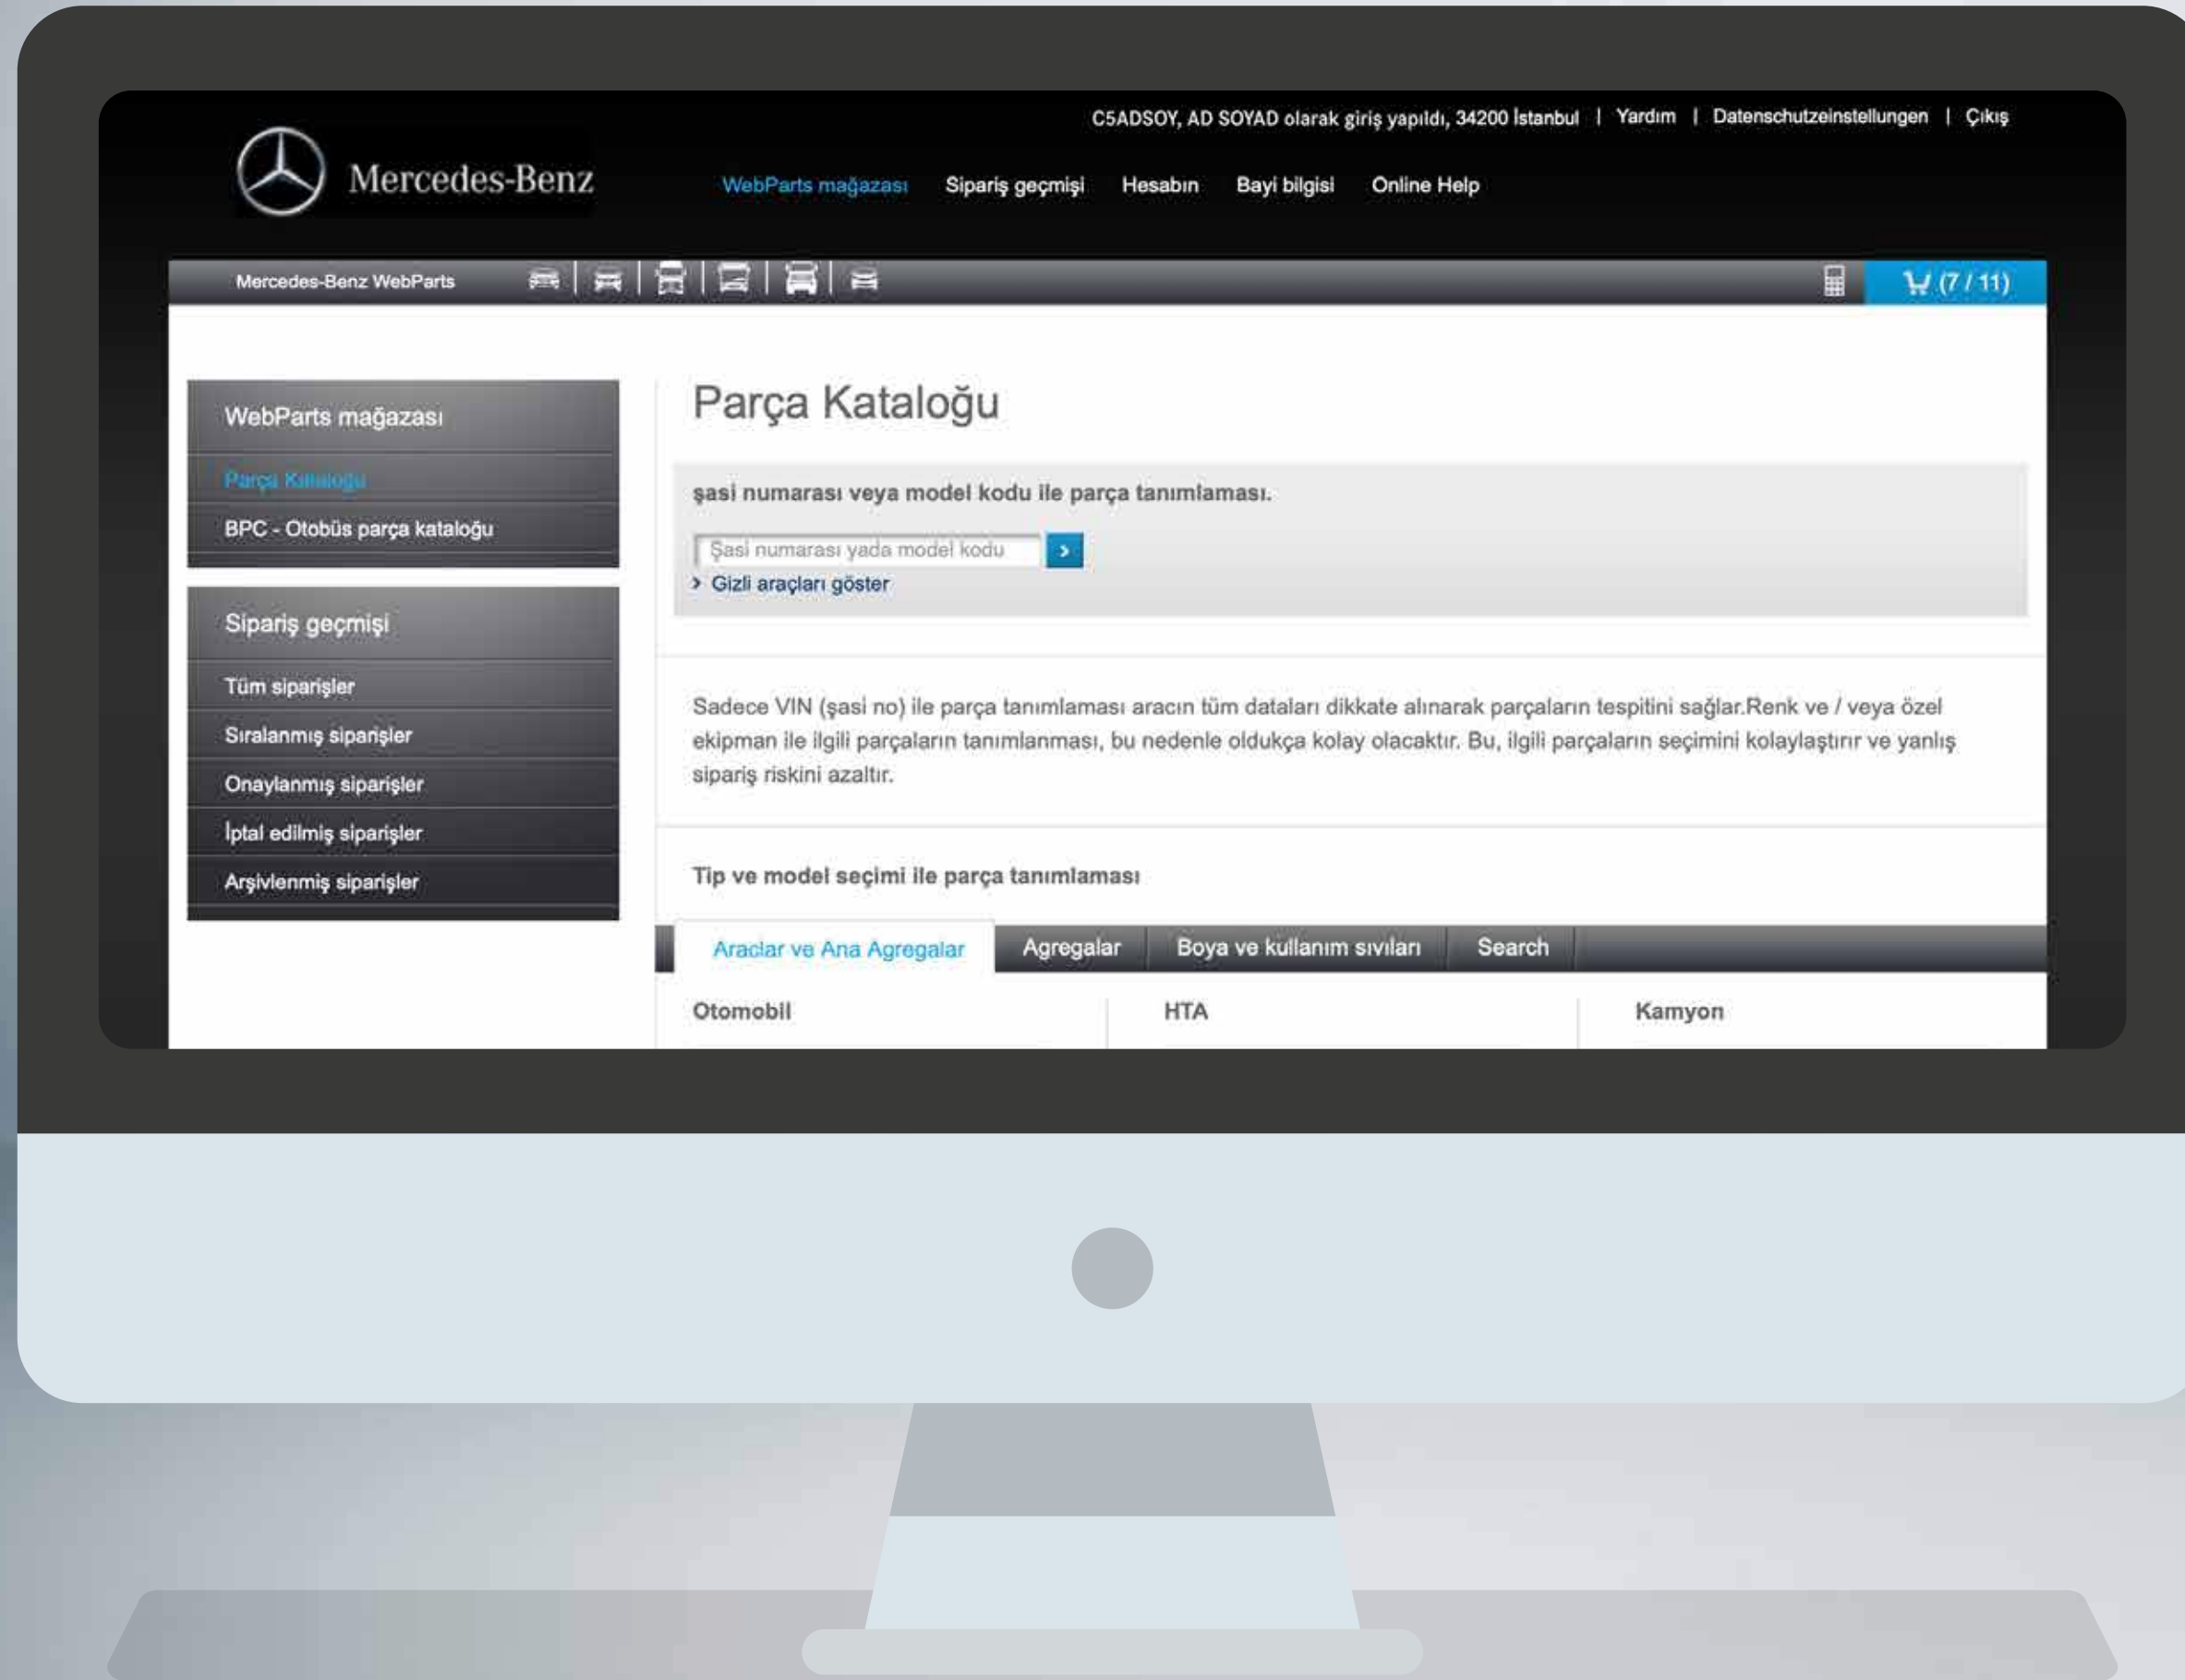 C5ADSOY, AD SOYAD olarak giriş yapıldı, 34200 İstanbul | Yardım | Datenschutzeinstellungen | Çıkış
Mercedes-Benz
WebParts mağazası Sipariş geçmişi Hesabın Bayi bilgisi Online Help
Mercedes-Benz WebParts (7 / 11)
WebParts mağazası
Parça Kataloğu
BPC - Otobüs parça kataloğu
Sipariş geçmişi
Tüm siparişler
Sıralanmış siparişler
Onaylanmış siparişler
İptal edilmiş siparişler
Arşivlenmiş siparişler
Parça Kataloğu
şasi numarası veya model kodu ile parça tanımlaması.
Şasi numarası yada model kodu
> Gizli araçları göster
Sadece VIN (şasi no) ile parça tanımlaması aracın tüm dataları dikkate alınarak parçaların tespitini sağlar.Renk ve / veya özel
ekipman ile ilgili parçaların tanımlanması, bu nedenle oldukça kolay olacaktır. Bu, ilgili parçaların seçimini kolaylaştırır ve yanlış
sipariş riskini azaltır.
Tip ve model seçimi ile parça tanımlaması
Araclar ve Ana Agregalar Agregalar Boya ve kullanım sıvıları Search
Otomobil HTA Kamyon